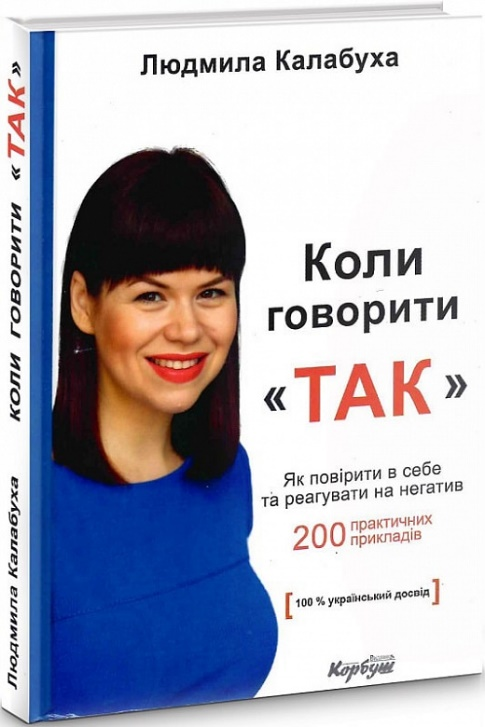 Людмила Калабуха
Коли
говорити
«ТАК»
Як повірити в себе
та реагувати на негатив
200 практичних
прикладів
[ 100 % український досвід ]
Корбуш
Людмила Калабуха КОЛИ ГОВОРИТИ «ТАК»